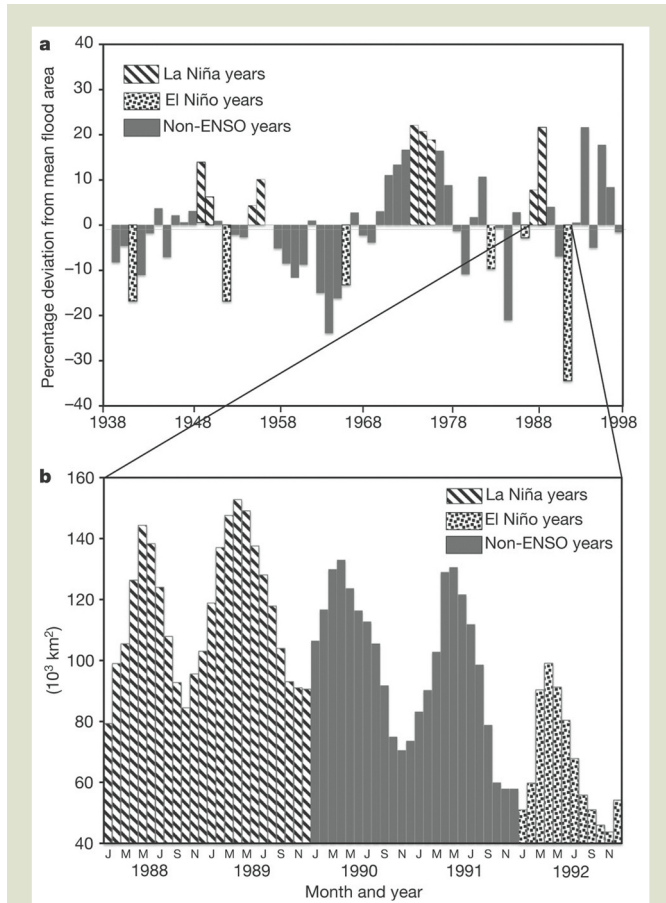 a
Percentage deviation from mean flood area
40
30
20
10
0
–10
–20
–30
–40
La Niña years
El Niño years
Non-ENSO years
1938 1948 1958 1968 1978 1988 1998
b
(10³ km²)
160
140
120
100
80
60
40
La Niña years
El Niño years
Non-ENSO years
J M M J S N J M M J S N J M M J S N J M M J S N J M M J S N
1988 1989 1990 1991 1992
Month and year